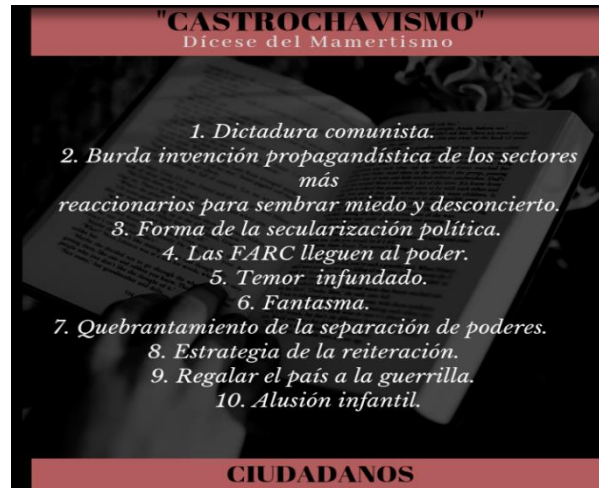 "CASTROCHAVISMO"
Dícese del Mamertismo
1. Dictadura comunista.
2. Burda invención propagandística de los sectores
más
reaccionarios para sembrar miedo y desconcierto.
3. Forma de la secularización política.
4. Las FARC lleguen al poder.
5. Temor infundado.
6. Fantasma.
7. Quebrantamiento de la separación de poderes.
8. Estrategia de la reiteración.
9. Regalar el país a la guerrilla.
10. Alusión infantil.
CIUDADANOS